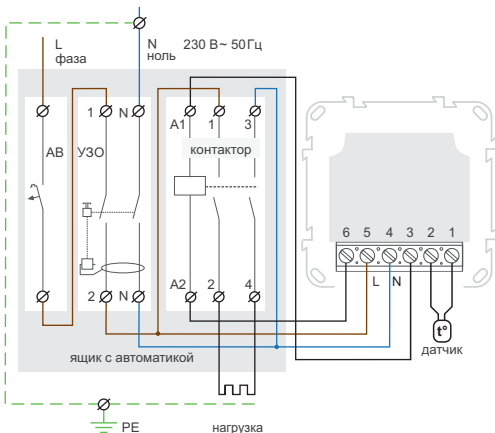 L
фаза
N
ноль
230 В~ 50Гц
1 N
A1 1 3
АВ
УЗО
контактор
6 5 4 3 2 1
L N
A2 2 4
2 N
t°
датчик
ящик с автоматикой
PE
нагрузка